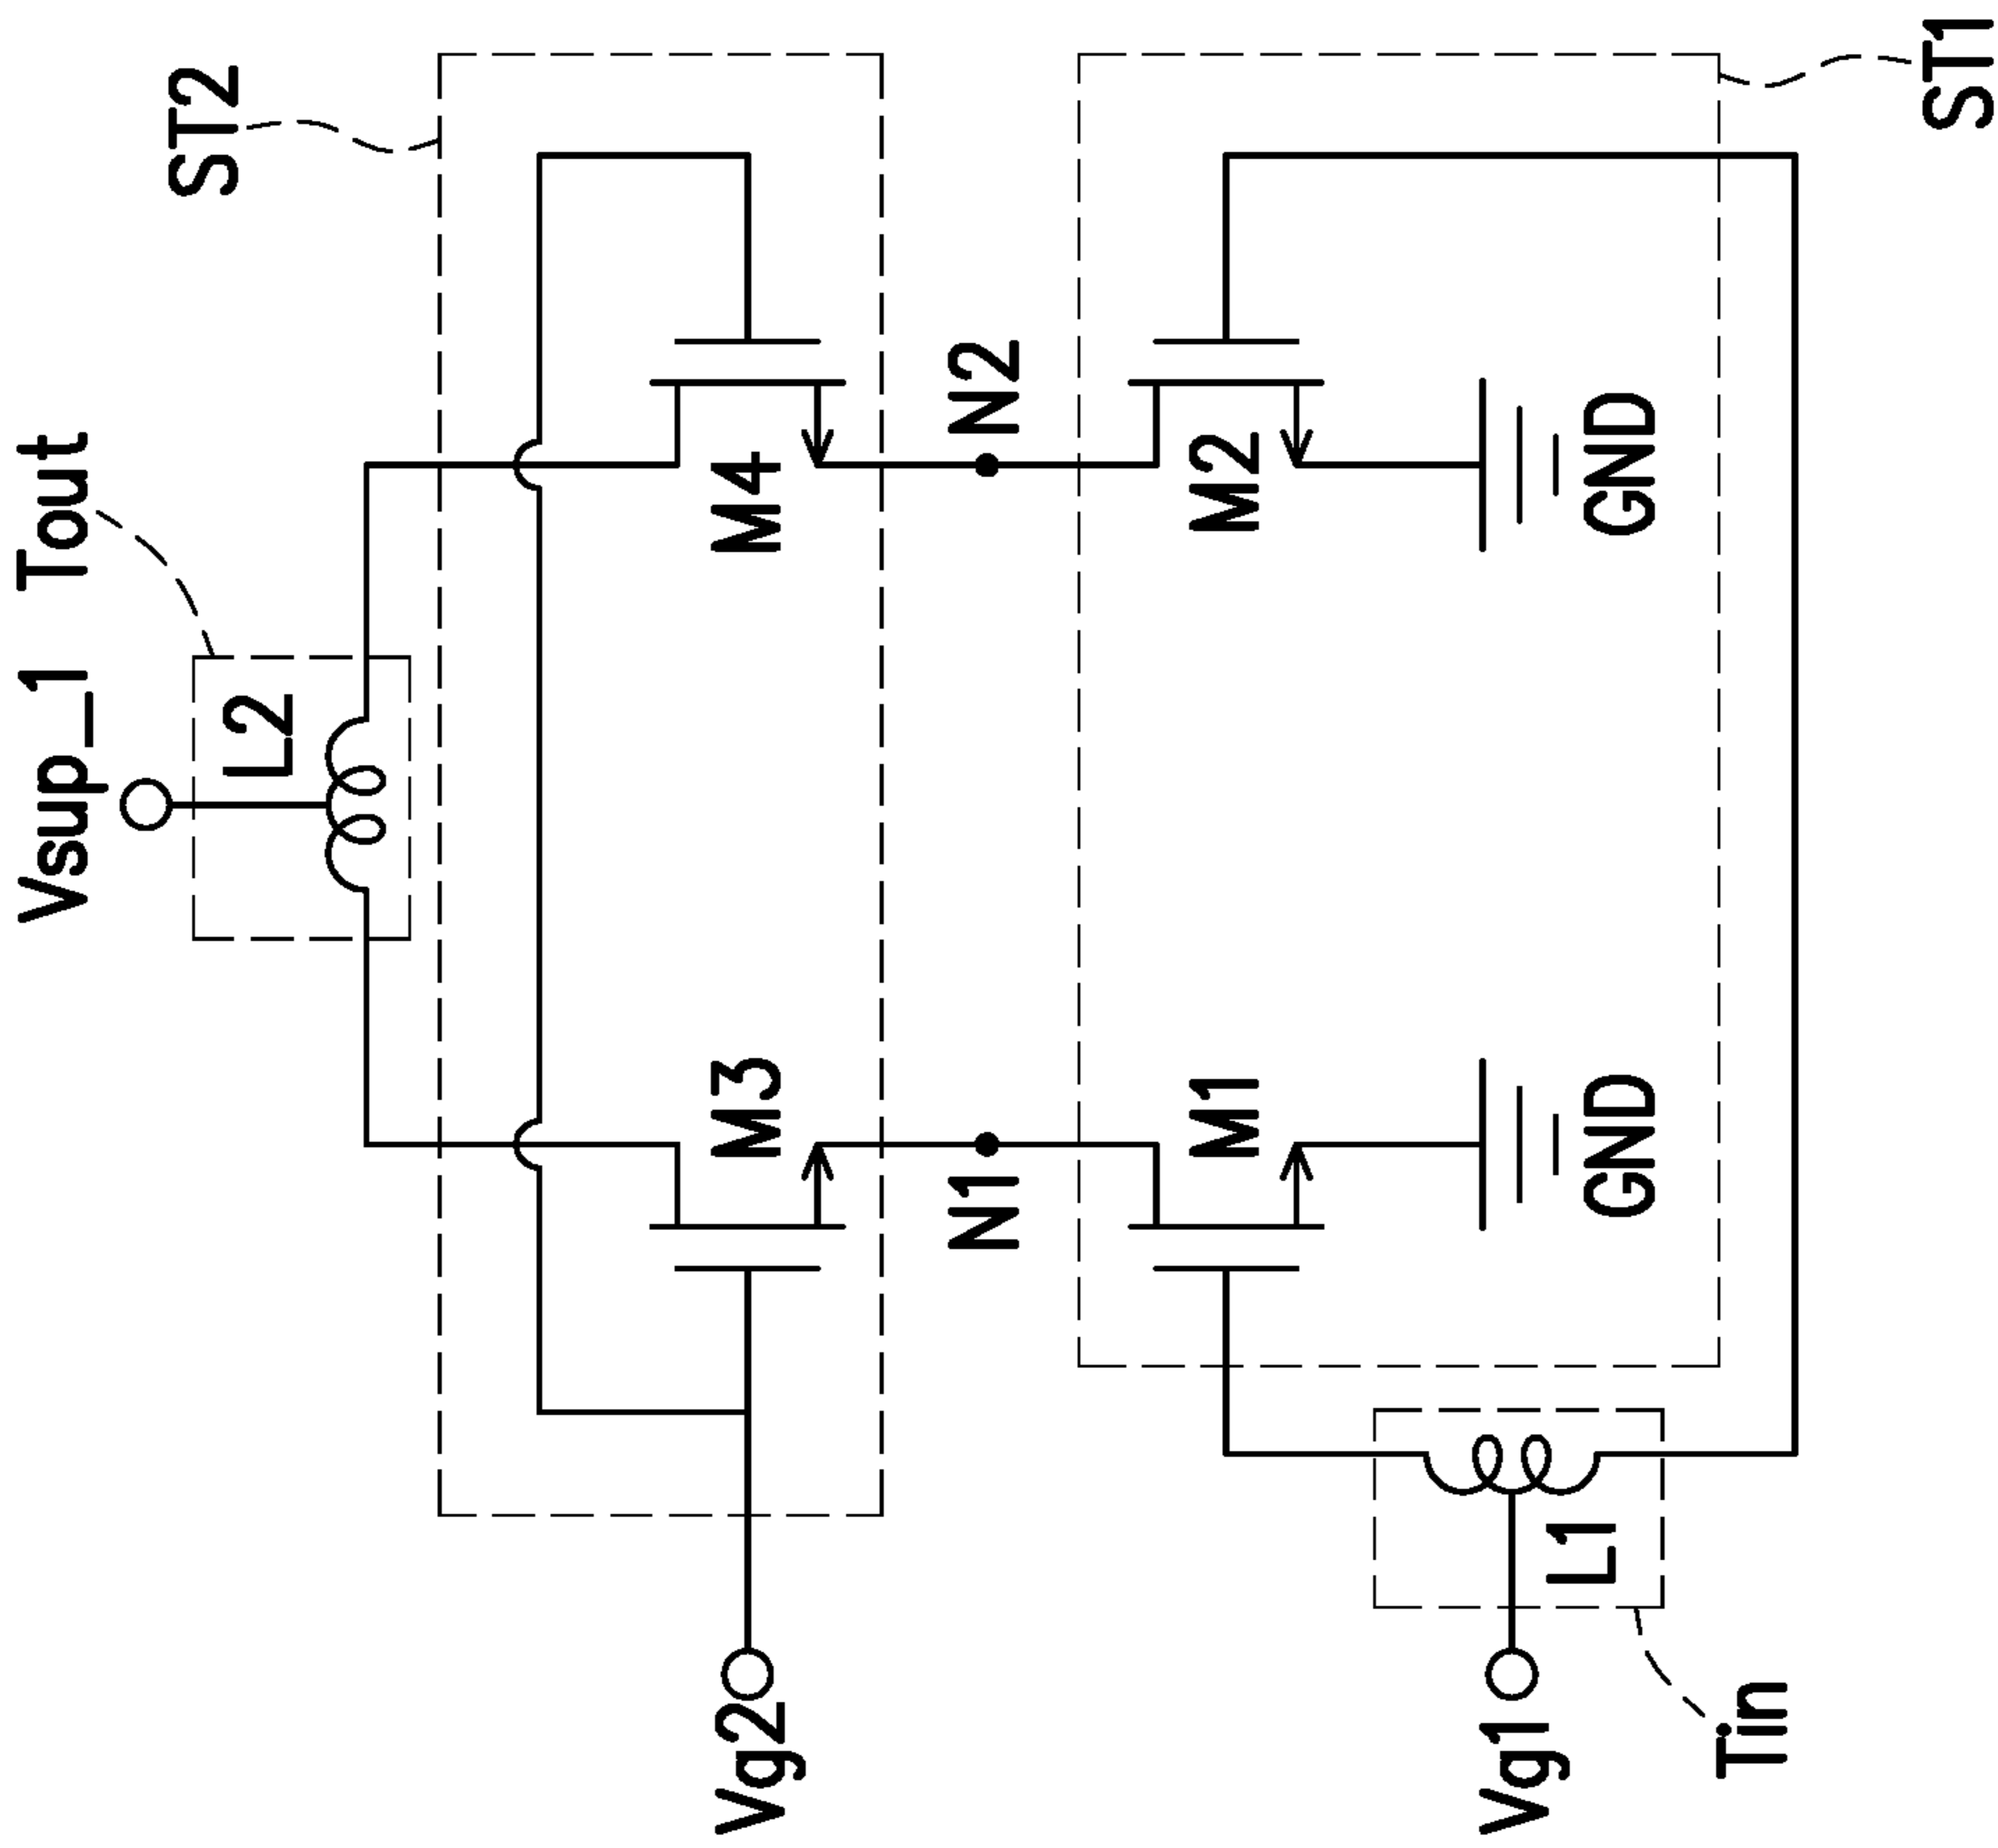 Vsup_1
Tout
L2
ST2
M3
M4
Vg2
N1
N2
M1
M2
GND
GND
L1
Vg1
Tin
ST1